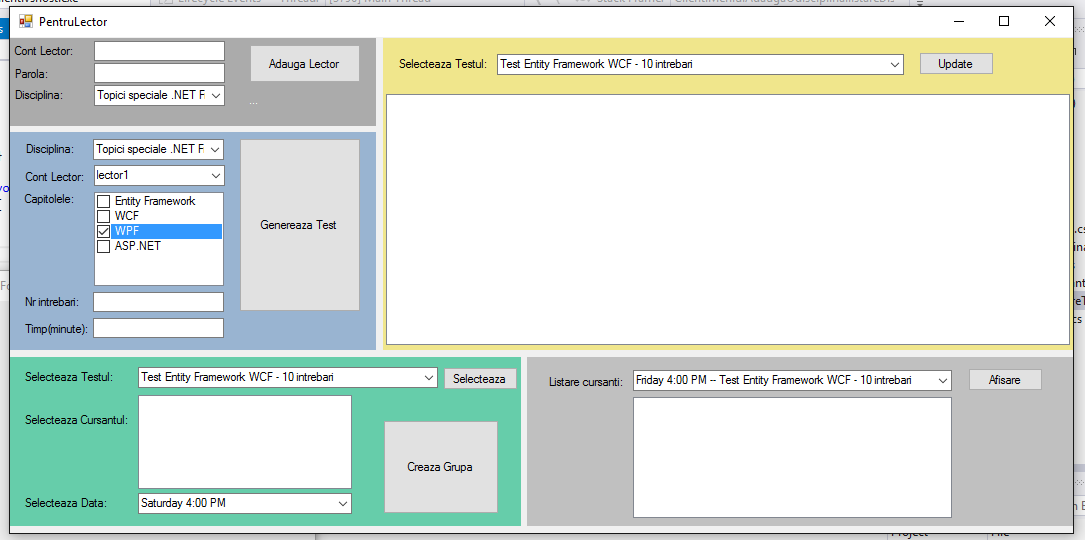 PentruLector
Cont Lector:
Parola:
Disciplina:
Topici speciale .NET F
Adauga Lector
...
Selecteaza Testul:
Test Entity Framework WCF - 10 intrebari
Update
Disciplina:
Topici speciale .NET F
Cont Lector:
lector1
Capitolele:
Entity Framework
WCF
WPF
ASP.NET
Nr intrebari:
Timp(minute):
Genereaza Test
Selecteaza Testul:
Test Entity Framework WCF - 10 intrebari
Selecteaza
Selecteaza Cursantul:
Creaza Grupa
Selecteaza Data:
Saturday 4:00 PM
Listare cursanti:
Friday 4:00 PM -- Test Entity Framework WCF - 10 intrebari
Afisare